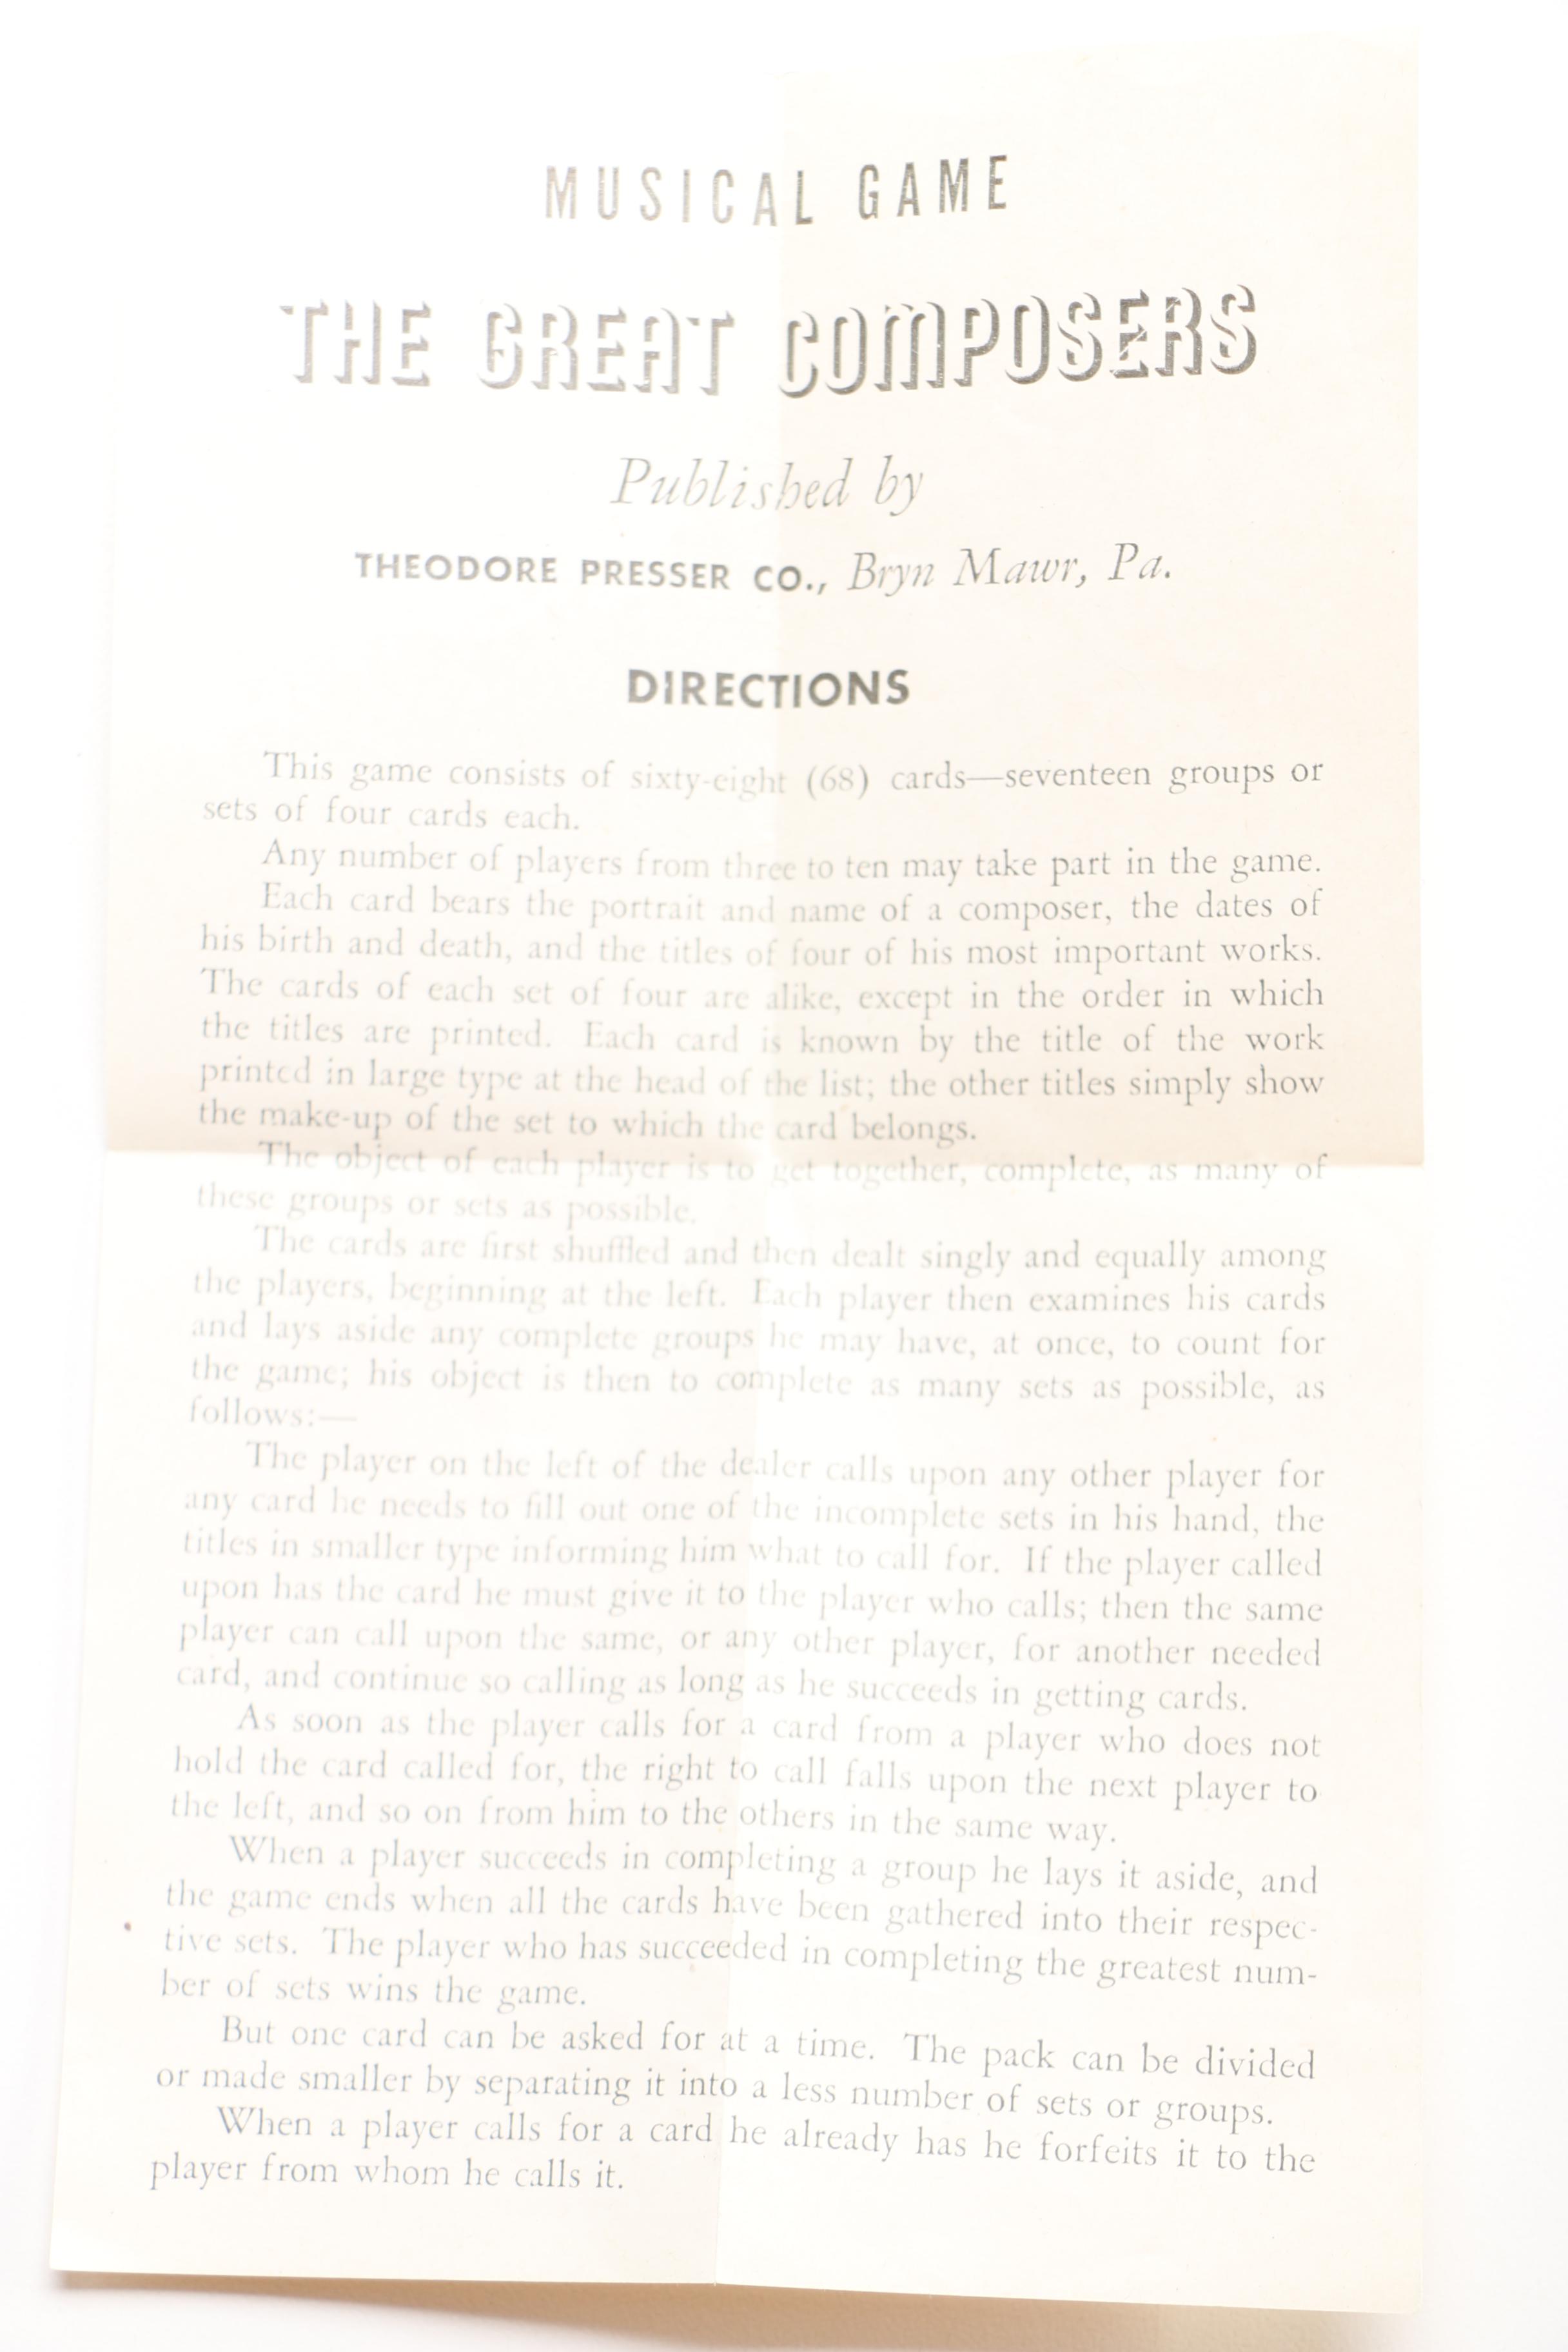 MUSICAL GAME
THE GREAT COMPOSERS
Published by
THEODORE PRESSER CO., Bryn Mawr, Pa.
DIRECTIONS
This game consists of sixty-eight (68) cards—seventeen groups or
sets of four cards each.
Any number of players from three to ten may take part in the game.
Each card bears the portrait and name of a composer, the dates of
his birth and death, and the titles of four of his most important works.
The cards of each set of four are alike, except in the order in which
the titles are printed. Each card is known by the title of the work
printed in large type at the head of the list; the other titles simply show
the make-up of the set to which the card belongs.
The object of each player is to get together, complete, as many of
these groups or sets as possible.
The cards are first shuffled and then dealt singly and equally among
the players, beginning at the left. Each player then examines his cards
and lays aside any complete groups he may have, at once, to count for
the game; his object is then to complete as many sets as possible, as
follows:—
The player on the left of the dealer calls upon any other player for
any card he needs to fill out one of the incomplete sets in his hand, the
titles in smaller type informing him what to call for. If the player called
upon has the card he must give it to the player who calls; then the same
player can call upon the same, or any other player, for another needed
card, and continue so calling as long as he succeeds in getting cards.
As soon as the player calls for a card from a player who does not
hold the card called for, the right to call falls upon the next player to
the left, and so on from him to the others in the same way.
When a player succeeds in completing a group he lays it aside, and
the game ends when all the cards have been gathered into their respec-
tive sets. The player who has succeeded in completing the greatest num-
ber of sets wins the game.
But one card can be asked for at a time. The pack can be divided
or made smaller by separating it into a less number of sets or groups.
When a player calls for a card he already has he forfeits it to the
player from whom he calls it.